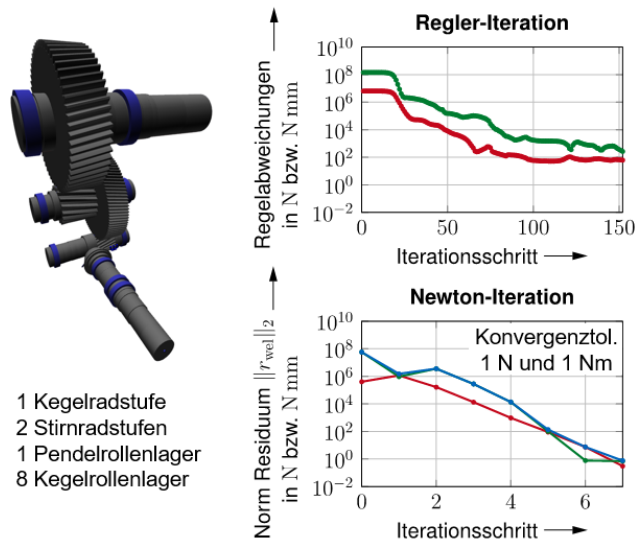 1 Kegelradstufe
2 Stirnradstufen
1 Pendelrollenlager
8 Kegelrollenlager
Regler-Iteration
Regelabweichungen
in N bzw. N mm
10^10
10^8
10^6
10^4
10^2
10^0
10^−2
0 50 100 150
Iterationsschritt
Newton-Iteration
Norm Residuum ||r_wel||_2
in N bzw. N mm
10^10
10^8
10^6
10^4
10^2
10^0
10^−2
Konvergenztol.
1 N und 1 Nm
0 2 4 6
Iterationsschritt